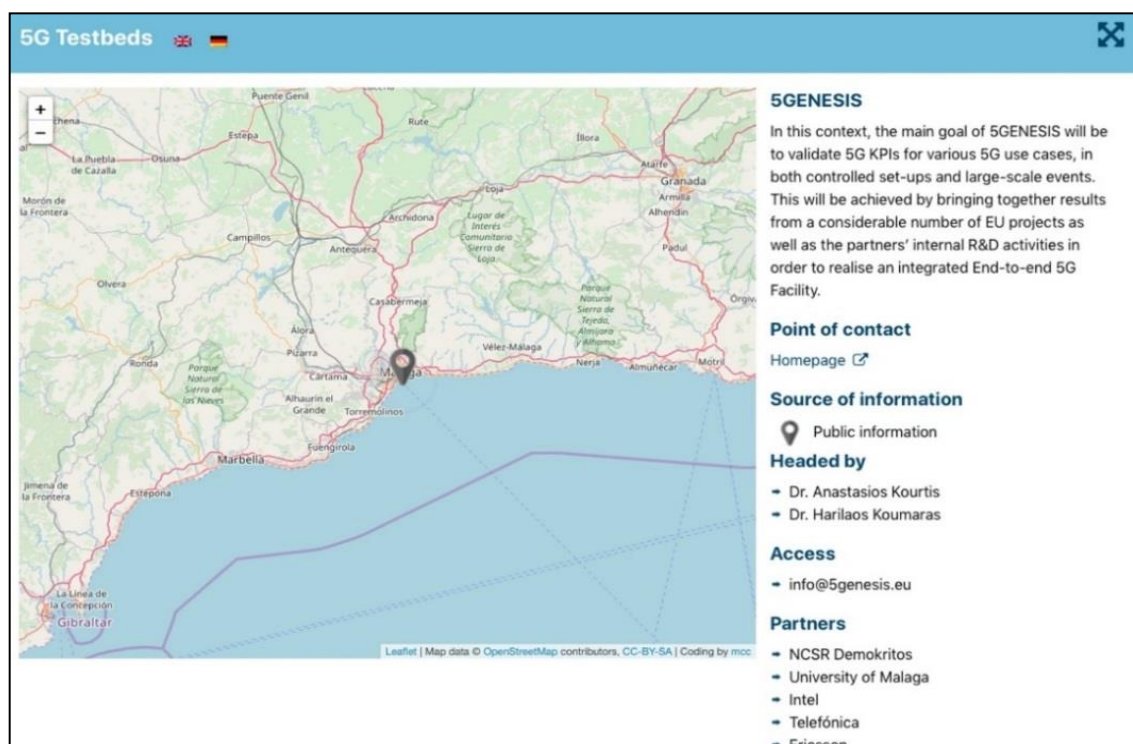 5G Testbeds
+
−
Puente Genil
Lucena
Rute
Estepa
Íllora
La Puebla
de Cazalla
Osuna
Atarfe
Granada
Armilla
Alhendín
Loja
Morón de
la Frontera
Archidona
Lugar de
Interés
Comunitario
Sierra de
Loja
Campillos
Antequera
Padul
Olvera
Casabermeja
Parque
Natural
Sierra de
Tejeda,
Almijara
y Alhama
Álora
Pizarra
Vélez-Málaga
Ronda
Parque
Natural
Sierra de
las Nieves
Cartama
Málaga
Nerja
Almuñécar
Motril
Alhaurín el
Grande
Torremolinos
Fuengirola
Marbella
Jimena de
la Frontera
Estepona
La Línea de
la Concepción
Gibraltar
Leaflet | Map data © OpenStreetMap contributors, CC-BY-SA | Coding by mcc
5GENESIS
In this context, the main goal of 5GENESIS will be
to validate 5G KPIs for various 5G use cases, in
both controlled set-ups and large-scale events.
This will be achieved by bringing together results
from a considerable number of EU projects as
well as the partners' internal R&D activities in
order to realise an integrated End-to-end 5G
Facility.
Point of contact
Homepage
Source of information
Public information
Headed by
Dr. Anastasios Kourtis
Dr. Harilaos Koumaras
Access
info@5genesis.eu
Partners
NCSR Demokritos
University of Malaga
Intel
Telefónica